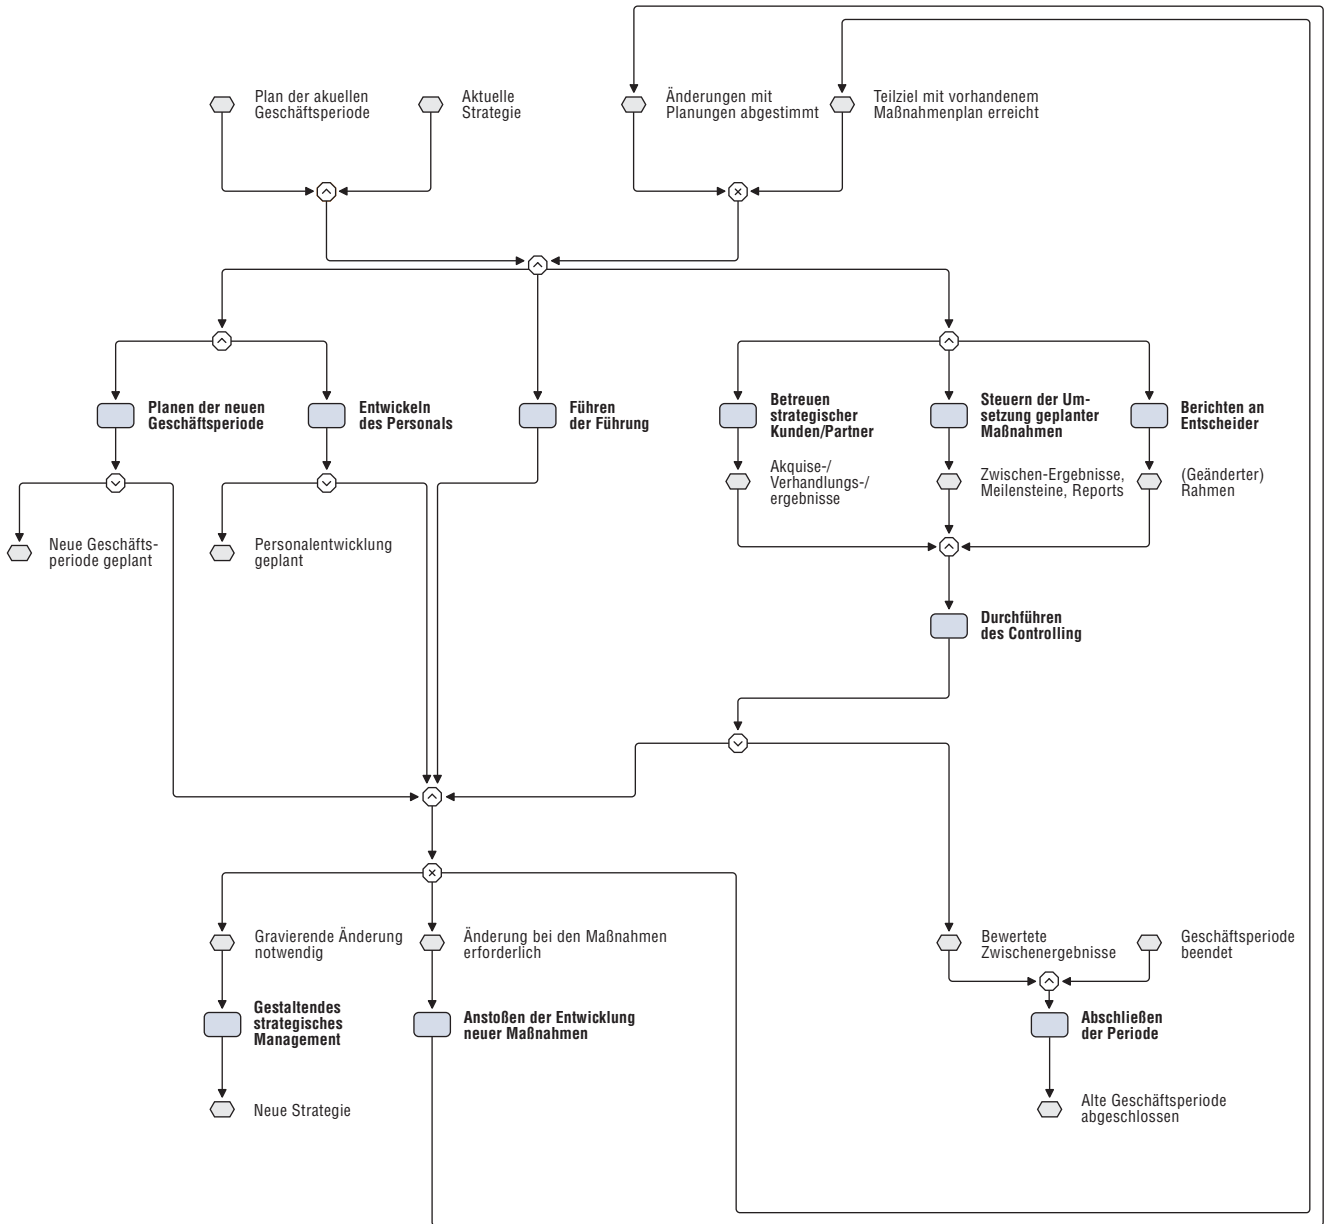 Plan der akuellen
Geschäftsperiode
Aktuelle
Strategie
Änderungen mit
Planungen abgestimmt
Teilziel mit vorhandenem
Maßnahmenplan erreicht
Planen der neuen
Geschäftsperiode
Entwickeln
des Personals
Führen
der Führung
Betreuen
strategischer
Kunden/Partner
Steuern der Um-
setzung geplanter
Maßnahmen
Berichten an
Entscheider
Akquise-/
Verhandlungs-/
ergebnisse
Zwischen-Ergebnisse,
Meilensteine, Reports
(Geänderter)
Rahmen
Neue Geschäfts-
periode geplant
Personalentwicklung
geplant
Durchführen
des Controlling
Gravierende Änderung
notwendig
Änderung bei den Maßnahmen
erforderlich
Bewertete
Zwischenergebnisse
Geschäftsperiode
beendet
Gestaltendes
strategisches
Management
Anstoßen der Entwicklung
neuer Maßnahmen
Abschließen
der Periode
Neue Strategie
Alte Geschäftsperiode
abgeschlossen